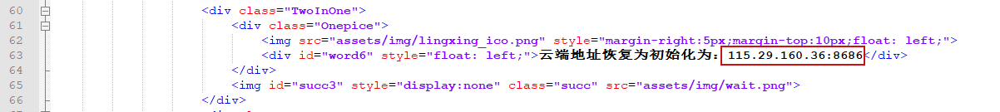 60 <div class="TwoInOne">
61 <div class="Onepice">
62 <img src="assets/img/lingxing_ico.png" style="margin-right:5px;margin-top:10px;float: left;">
63 <div id="word6" style="float: left;">云端地址恢复为初始化为: 115.29.160.36:8686</div>
64 </div>
65 <img id="succ3" style="display:none" class="succ" src="assets/img/wait.png">
66 </div>